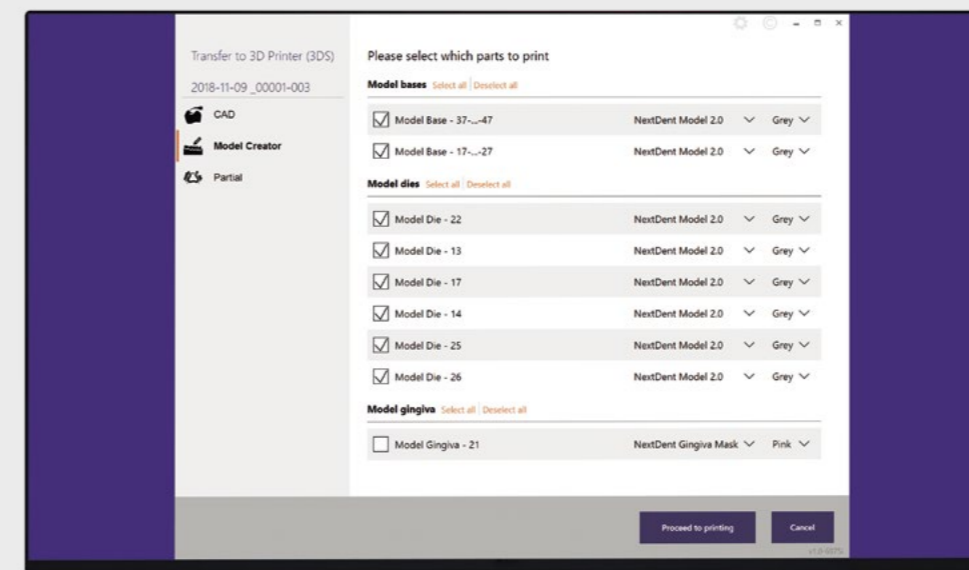 Transfer to 3D Printer (3DS)
2018-11-09 _00001-003
CAD
Model Creator
Partial
Please select which parts to print
Model bases Select all Deselect all
Model Base - 37-...-47 NextDent Model 2.0 Grey
Model Base - 17-...-27 NextDent Model 2.0 Grey
Model dies Select all Deselect all
Model Die - 22 NextDent Model 2.0 Grey
Model Die - 13 NextDent Model 2.0 Grey
Model Die - 17 NextDent Model 2.0 Grey
Model Die - 14 NextDent Model 2.0 Grey
Model Die - 25 NextDent Model 2.0 Grey
Model Die - 26 NextDent Model 2.0 Grey
Model gingiva Select all Deselect all
Model Gingiva - 21 NextDent Gingiva Mask Pink
Proceed to printing Cancel